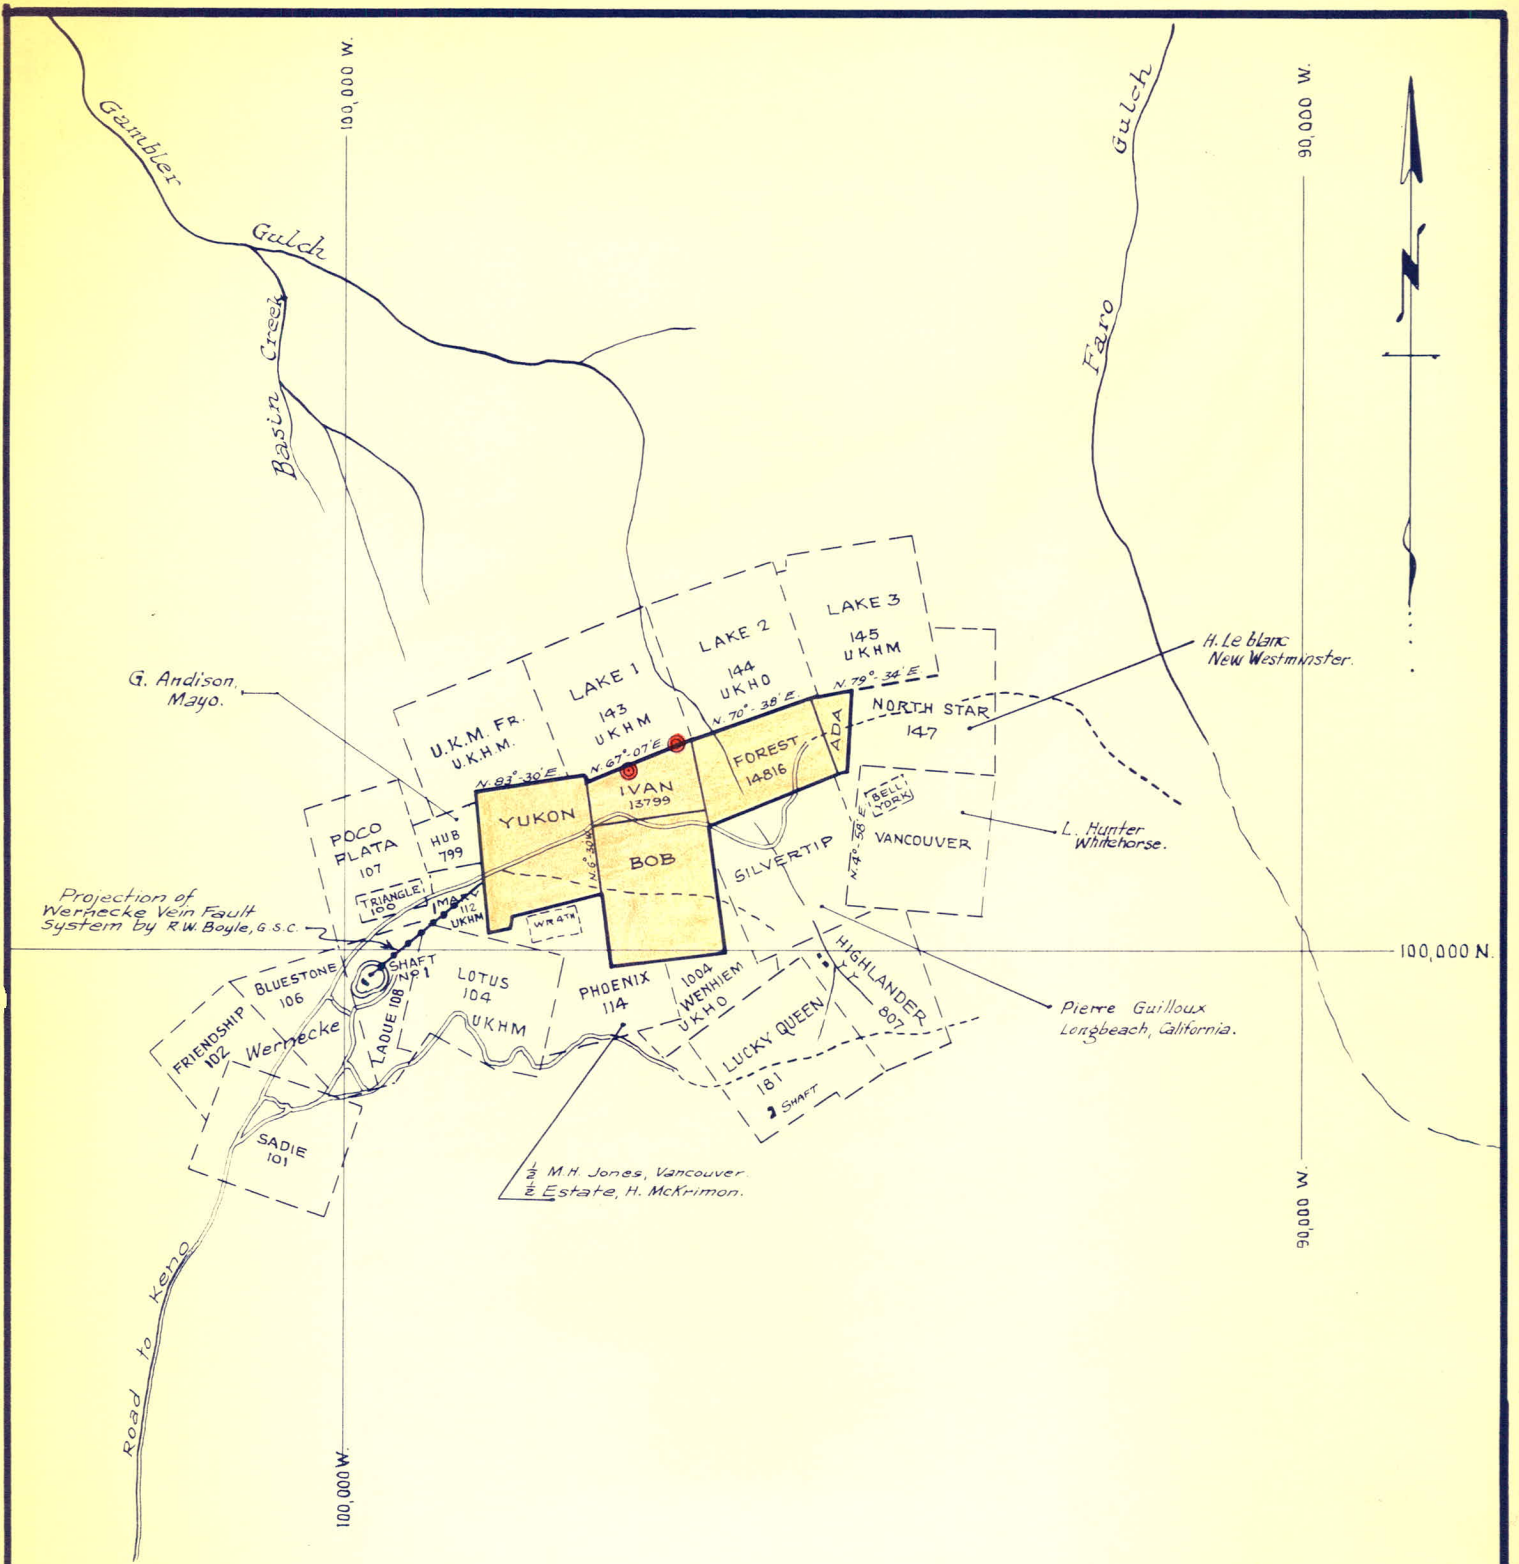 100,000 W.
90,000 W.
Gambler
Gulch
Basin Creek
Faro
Gulch
N
LAKE 3
145
UKHM
N. 79°-34' E
LAKE 2
144
UKHO
N. 70°-38' E.
LAKE 1
143
UKHM
N. 67°-07' E
U.K.M. FR.
U.K.H.M.
N. 83°-30' E
H. Le blanc
New Westminster.
G. Andison.
Mayo.
NORTH STAR
147
ADA
FOREST
14816
IVAN
13799
YUKON
BOB
N. 6°-30'W
POCO
PLATA
107
HUB
799
TRIANGLE
100
MARY
112
UKHM
WR 4TH
SILVERTIP
N. 4°-58' E
BELL
YORK
VANCOUVER
L. Hunter
Whitehorse.
Projection of
Wernecke Vein Fault
System by R.W. Boyle, G.S.C.
100,000 N.
BLUESTONE
106
SHAFT
Nº 1
LADUE 108
LOTUS
104
UKHM
PHOENIX
114
1004
WENHIEM
UKHO
HIGHLANDER
807
LUCKY QUEEN
181
SHAFT
Pierre Guilloux
Longbeach, California.
FRIENDSHIP
102
Wernecke
SADIE
101
½ M.H. Jones, Vancouver.
½ Estate, H. McKrimon.
Road to Keno
100,000 W.
90,000 W.